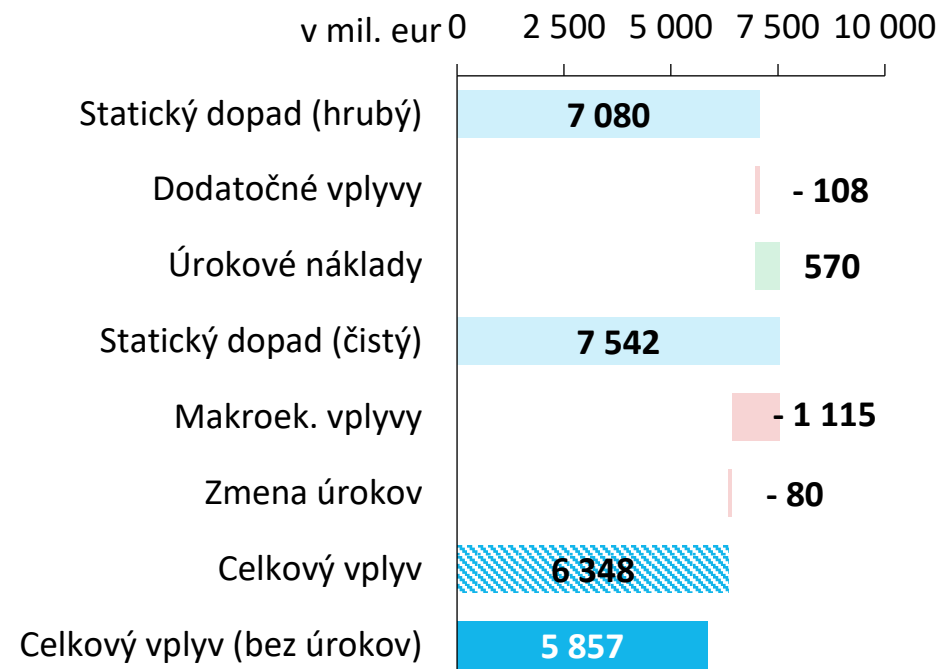 v mil. eur 0 2 500 5 000 7 500 10 000
Statický dopad (hrubý) 7 080
Dodatočné vplyvy - 108
Úrokové náklady 570
Statický dopad (čistý) 7 542
Makroek. vplyvy - 1 115
Zmena úrokov - 80
Celkový vplyv 6 348
Celkový vplyv (bez úrokov) 5 857